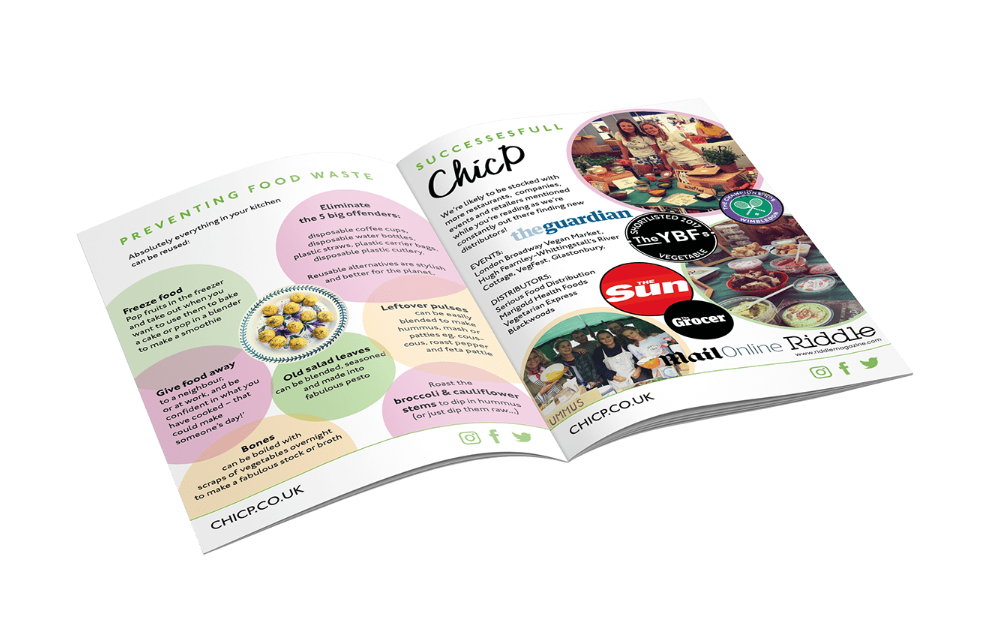 PREVENTING FOOD WASTE
Absolutely everything in your kitchen
can be reused:
Eliminate
the 5 big offenders:
disposable coffee cups,
disposable water bottles,
plastic straws, plastic carrier bags,
disposable plastic cutlery.
Reusable alternatives are stylish
and better for the planet.
Freeze food
Pop fruits in the freezer
and take out when you
want to use them to bake
a cake or pop in a blender
to make a smoothie
Leftover pulses
can be easily
blended to make
hummus, mash or
patties eg. cous-
cous, roast pepper
and feta pattie
Old salad leaves
can be blended, seasoned
and made into
fabulous pesto
Give food away
to a neighbour,
or at work, and be
confident in what you
have cooked – that
could make
someone's day!'
Roast the
broccoli & cauliflower
stems to dip in hummus
(or just dip them raw...)
Bones
can be boiled with
scraps of vegetables overnight
to make a fabulous stock or broth
CHICP.CO.UK
SUCCESSESFULL
ChicP
We're likely to be stocked with
more restaurants, companies,
events and retailers mentioned
while you're reading as we're
constantly out there finding new
distributors!
theguardian
EVENTS:
London Broadway Vegan Market,
Hugh Fearnley-Whittingstall's River
Cottage, VegFest, Glastonbury,
DISTRIBUTORS:
Serious Food Distribution
Marigold Health Foods
Vegetarian Express
Blackwoods
THE CHAMPIONSHIPS
WIMBLEDON
SHORTLISTED 2017
TheYBFs
VEGETABLE
THE
Sun
THE
Grocer
MailOnline
Riddle
www.riddlemagazine.com
UMMUS
CHICP.CO.UK